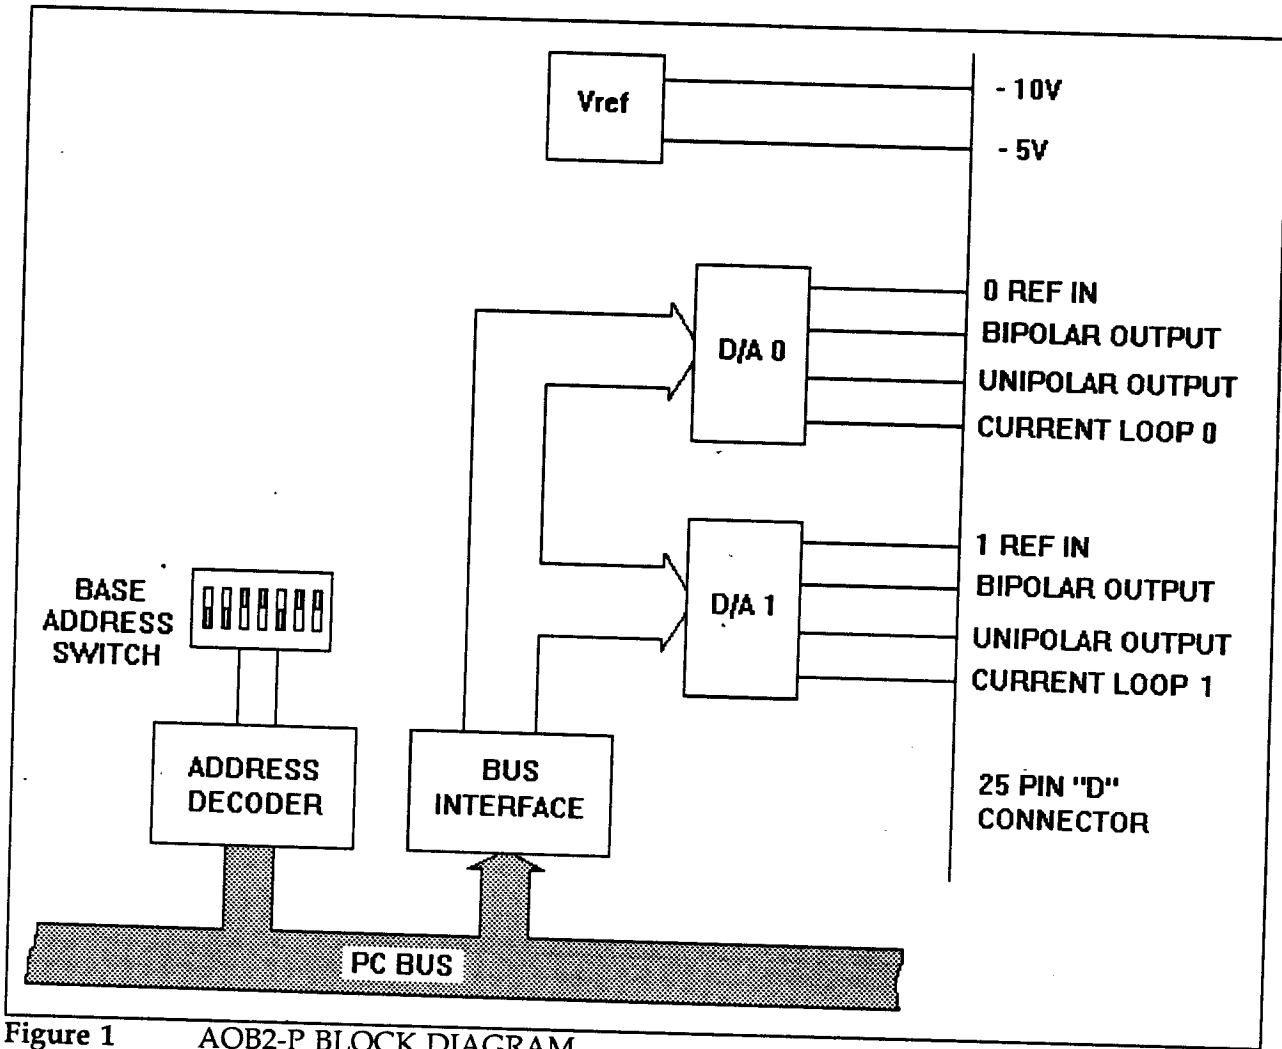 Vref
- 10V
- 5V
D/A 0
0 REF IN
BIPOLAR OUTPUT
UNIPOLAR OUTPUT
CURRENT LOOP 0
D/A 1
1 REF IN
BIPOLAR OUTPUT
UNIPOLAR OUTPUT
CURRENT LOOP 1
BASE
ADDRESS
SWITCH
ADDRESS
DECODER
BUS
INTERFACE
25 PIN "D"
CONNECTOR
PC BUS
Figure 1 AOB2-P BLOCK DIAGRAM